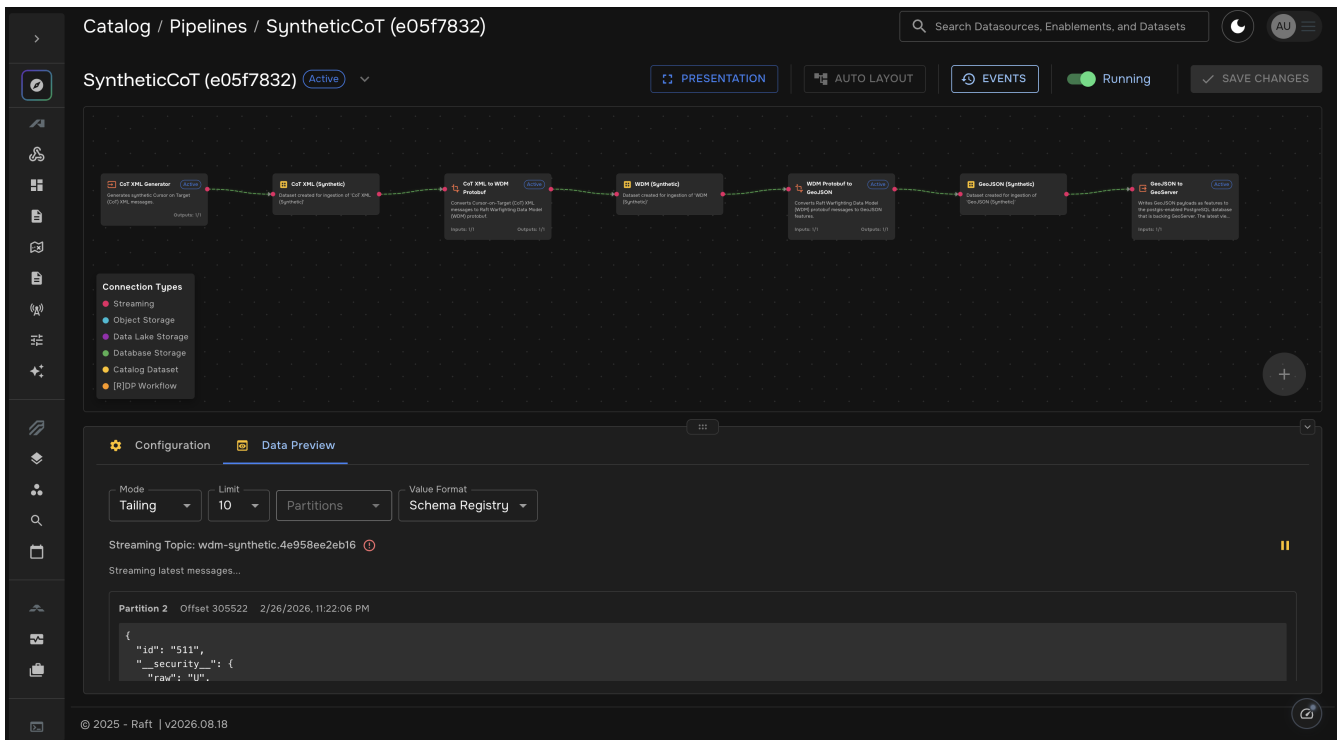 Catalog / Pipelines / SyntheticCoT (e05f7832)
Search Datasources, Enablements, and Datasets
AU
SyntheticCoT (e05f7832) Active
PRESENTATION
AUTO LAYOUT
EVENTS
Running
SAVE CHANGES
CoT XML Generator Active
Generates synthetic Cursor on Target
(CoT) XML messages.
Outputs: 1/1
CoT XML (Synthetic)
Dataset created for ingestion of 'CoT XML
(Synthetic)'
CoT XML to WDM
Protobuf
Active
Converts Cursor-on-Target (CoT) XML
messages to Raft Warfighting Data Model
(WDM) protobuf.
Inputs: 1/1 Outputs: 1/1
WDM (Synthetic)
Dataset created for ingestion of 'WDM
(Synthetic)'
WDM Protobuf to
GeoJSON
Active
Converts Raft Warfighting Data Model
(WDM) protobuf messages to GeoJSON
features.
Inputs: 1/1 Outputs: 1/1
GeoJSON (Synthetic)
Dataset created for ingestion of
'GeoJSON (Synthetic)'
GeoJSON to
GeoServer
Active
Writes GeoJSON payloads as features to
the postgis-enabled PostgreSQL database
that is backing GeoServer. The latest vie...
Inputs: 1/1
Connection Types
Streaming
Object Storage
Data Lake Storage
Database Storage
Catalog Dataset
[R]DP Workflow
Configuration
Data Preview
Mode
Tailing
Limit
10
Partitions
Value Format
Schema Registry
Streaming Topic: wdm-synthetic.4e958ee2eb16
Streaming latest messages...
Partition 2 Offset 305522 2/26/2026, 11:22:06 PM
{
"id": "511",
"__security__": {
"raw": "U",
© 2025 - Raft | v2026.08.18